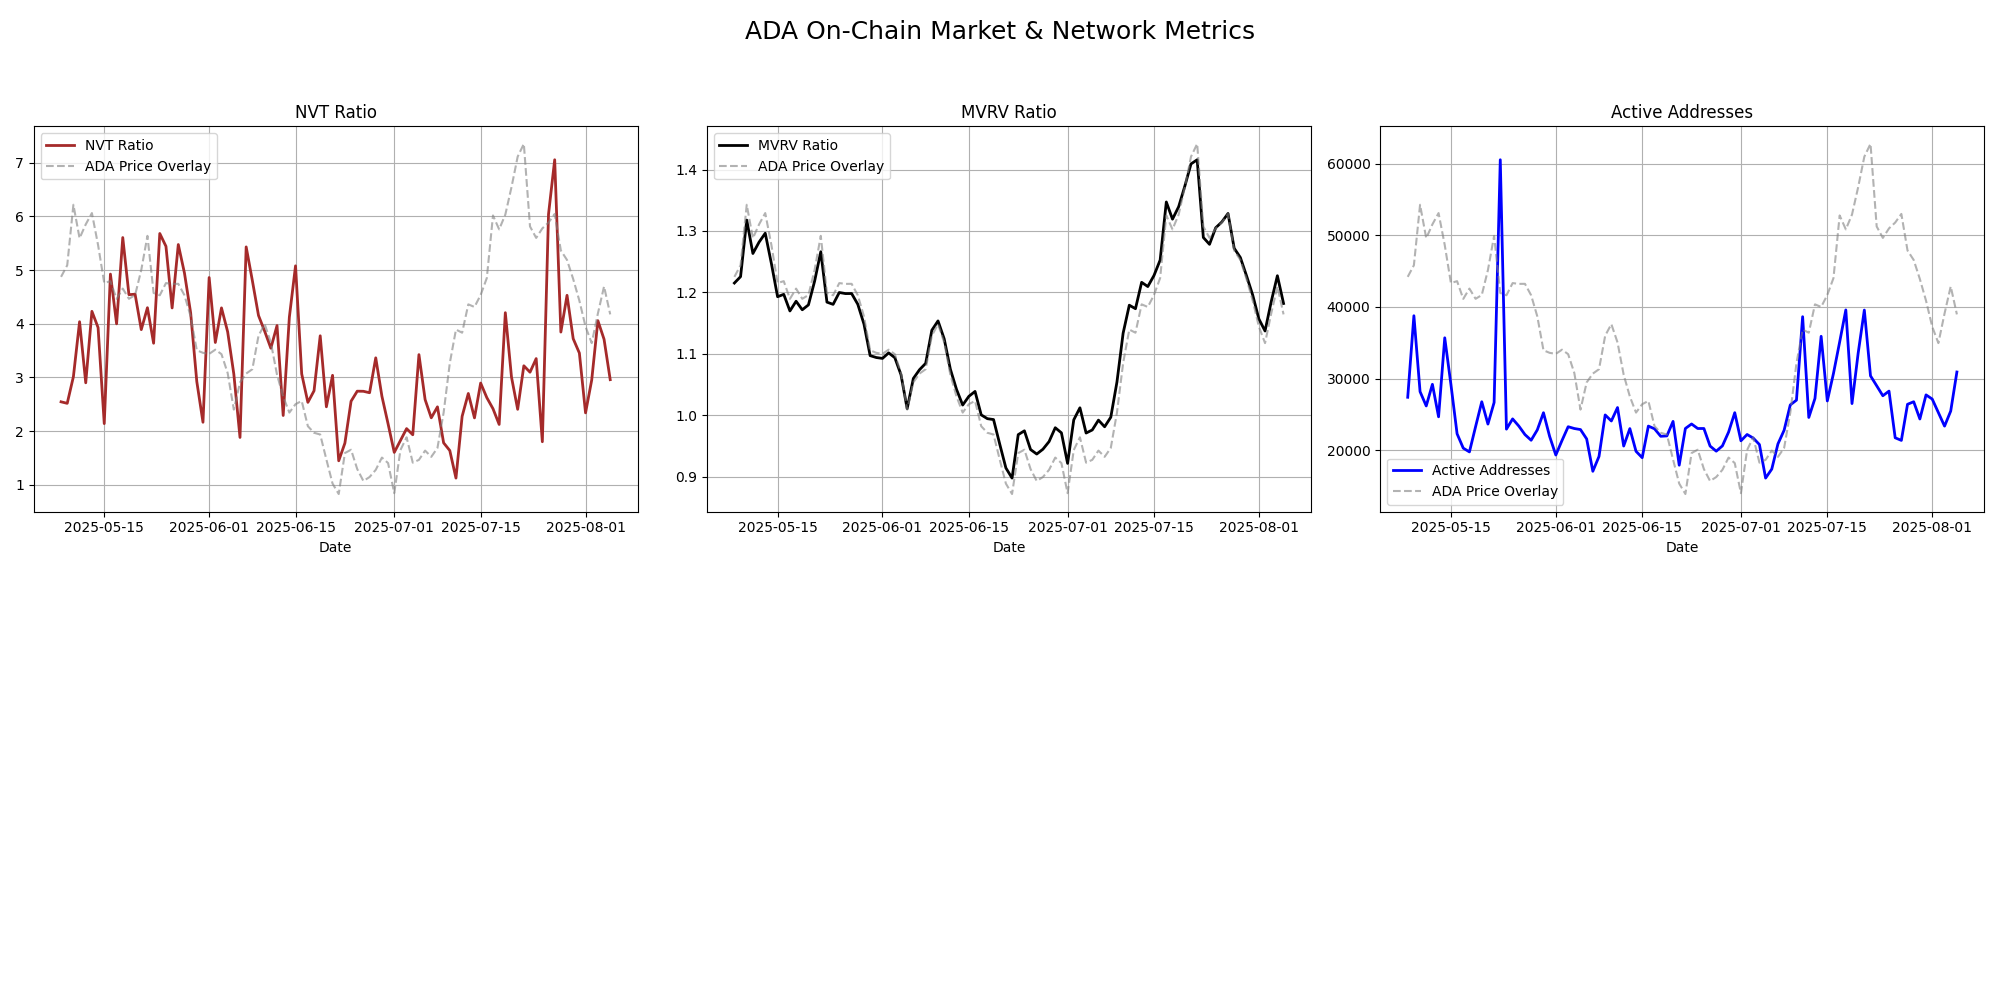 ADA On-Chain Market & Network Metrics
NVT Ratio
NVT Ratio
ADA Price Overlay
7
6
5
4
3
2
1
2025-05-15 2025-06-01 2025-06-15 2025-07-01 2025-07-15 2025-08-01
Date
MVRV Ratio
MVRV Ratio
ADA Price Overlay
1.4
1.3
1.2
1.1
1.0
0.9
2025-05-15 2025-06-01 2025-06-15 2025-07-01 2025-07-15 2025-08-01
Date
Active Addresses
60000
50000
40000
30000
20000
Active Addresses
ADA Price Overlay
2025-05-15 2025-06-01 2025-06-15 2025-07-01 2025-07-15 2025-08-01
Date